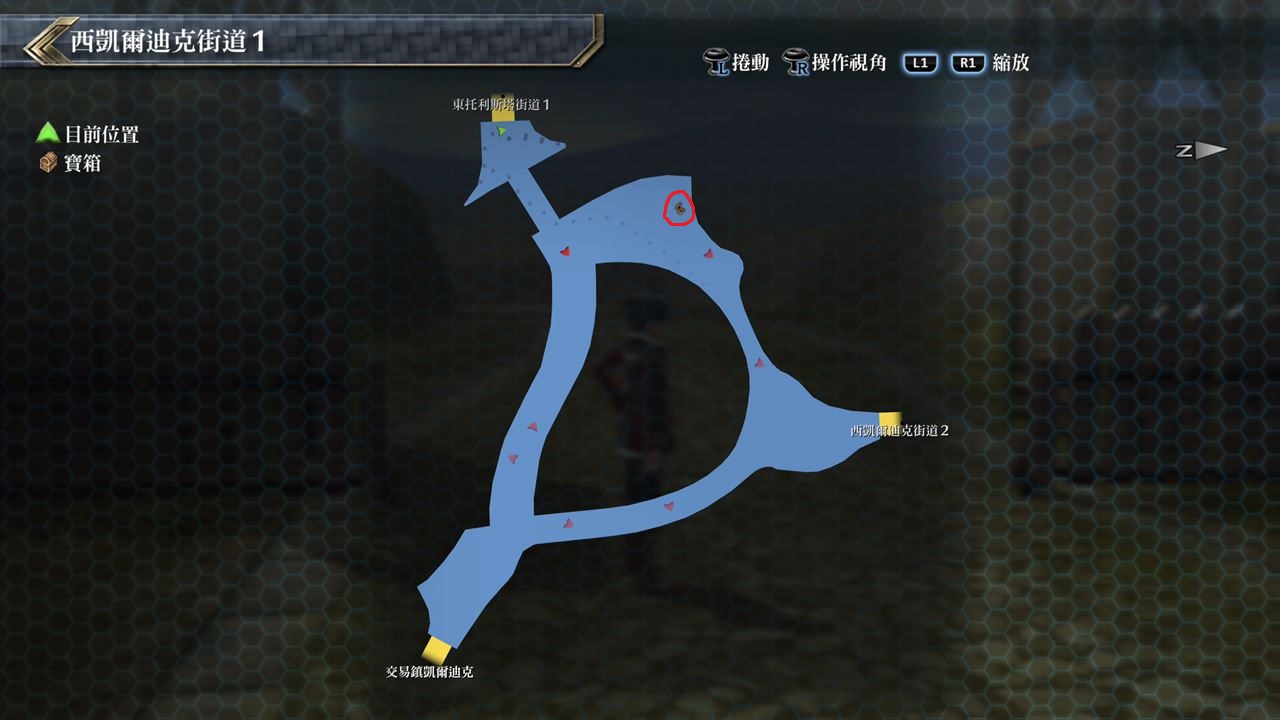 西凱爾迪克街道1
L捲動 R操作視角 L1 R1 縮放
東托利斯塔街道1
目前位置
寶箱
Z
西凱爾迪克街道2
交易鎮凱爾迪克